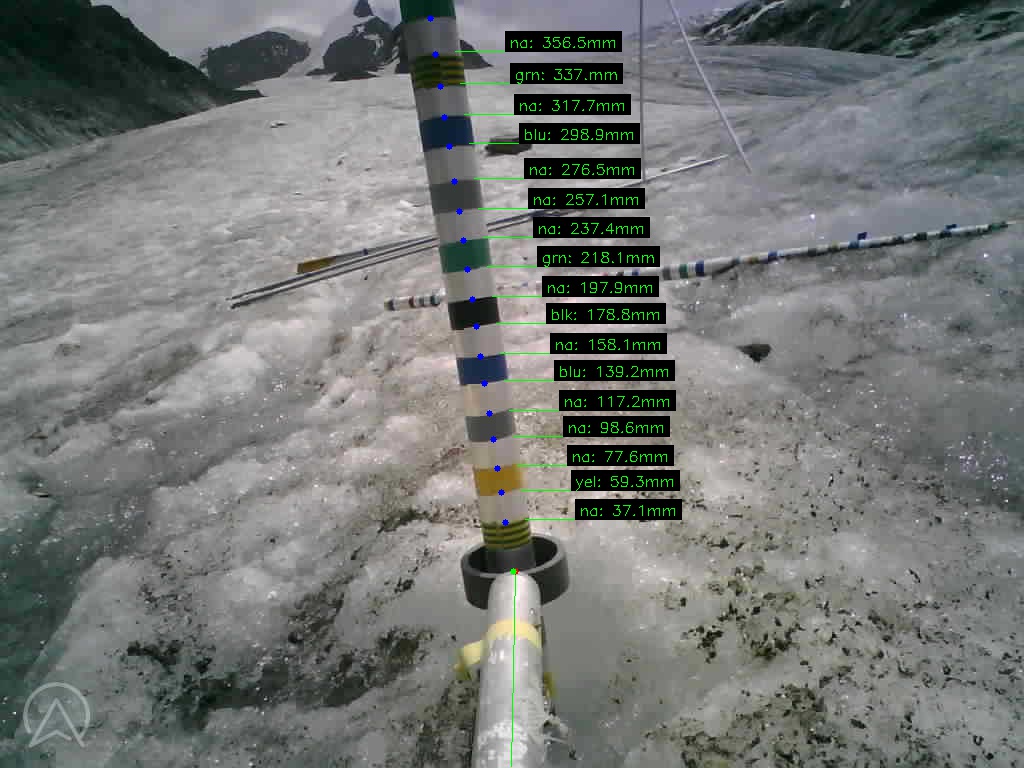 na: 356.5mm
grn: 337.mm
na: 317.7mm
blu: 298.9mm
na: 276.5mm
na: 257.1mm
na: 237.4mm
grn: 218.1mm
na: 197.9mm
blk: 178.8mm
na: 158.1mm
blu: 139.2mm
na: 117.2mm
na: 98.6mm
na: 77.6mm
yel: 59.3mm
na: 37.1mm